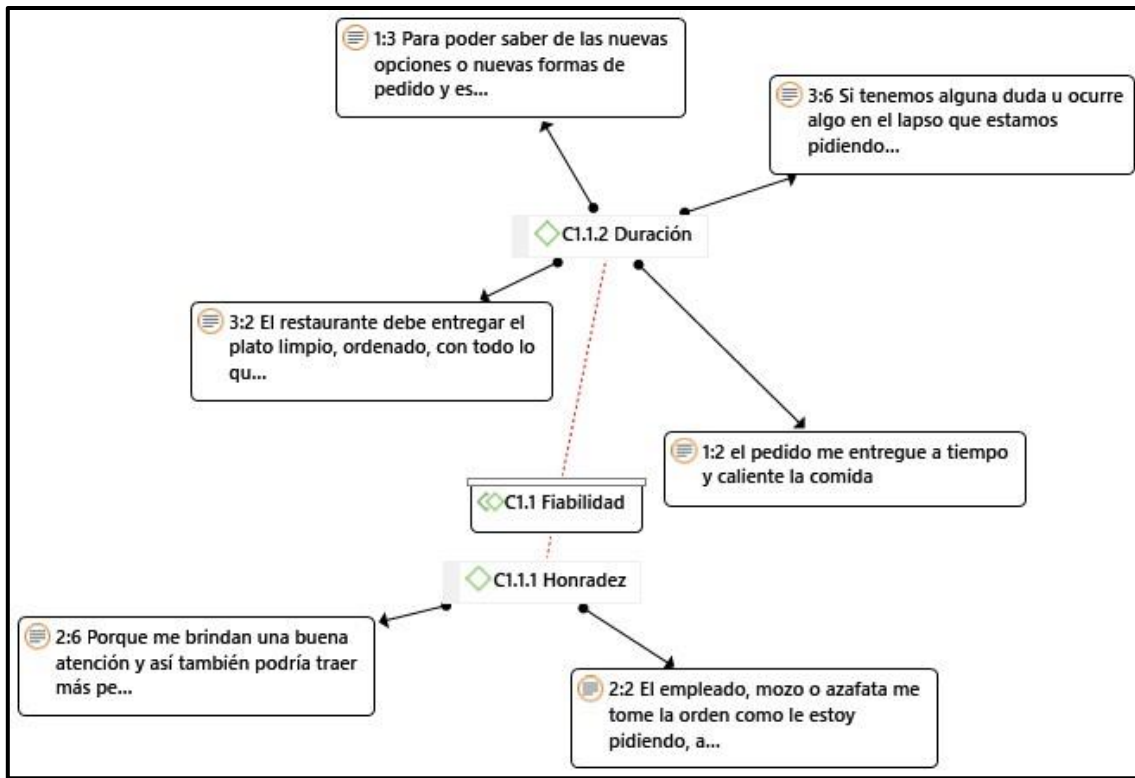 1:3 Para poder saber de las nuevas
opciones o nuevas formas de
pedido y es...
3:6 Si tenemos alguna duda u ocurre
algo en el lapso que estamos
pidiendo...
C1.1.2 Duración
3:2 El restaurante debe entregar el
plato limpio, ordenado, con todo lo
qu...
1:2 el pedido me entregue a tiempo
y caliente la comida
C1.1 Fiabilidad
C1.1.1 Honradez
2:6 Porque me brindan una buena
atención y así también podría traer
más pe...
2:2 El empleado, mozo o azafata me
tome la orden como le estoy
pidiendo, a...